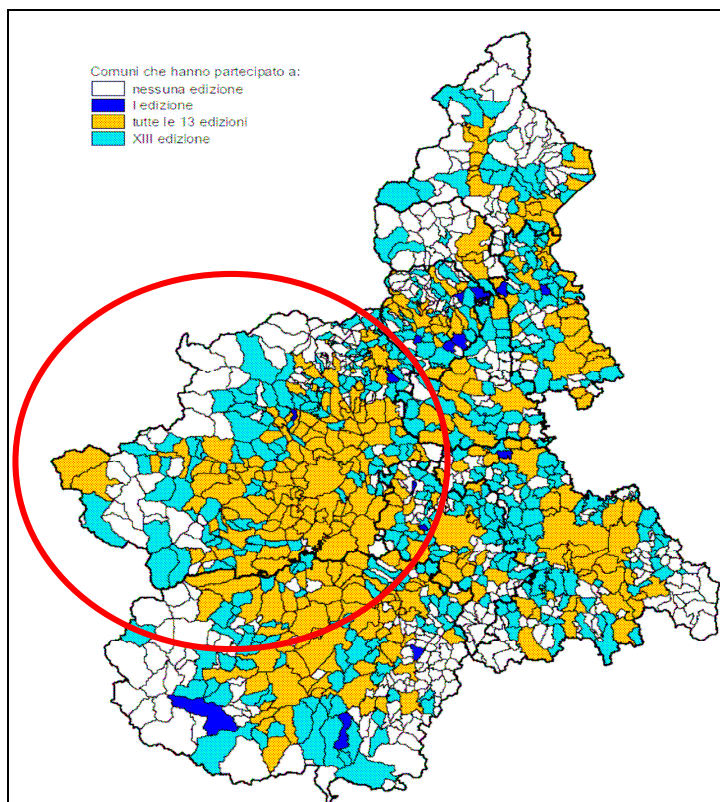 Comuni che hanno partecipato a:
nessuna edizione
I edizione
tutte le 13 edizioni
XIII edizione